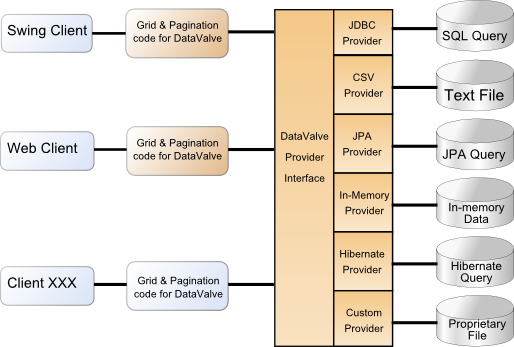 Swing Client
Grid & Pagination
code for DataValve
JDBC
Provider
SQL Query
CSV
Provider
Text File
Web Client
Grid & Pagination
code for DataValve
DataValve
Provider
Interface
JPA
Provider
JPA Query
In-Memory
Provider
In-memory
Data
Client XXX
Grid & Pagination
code for DataValve
Hibernate
Provider
Hibernate
Query
Custom
Provider
Proprietary
File